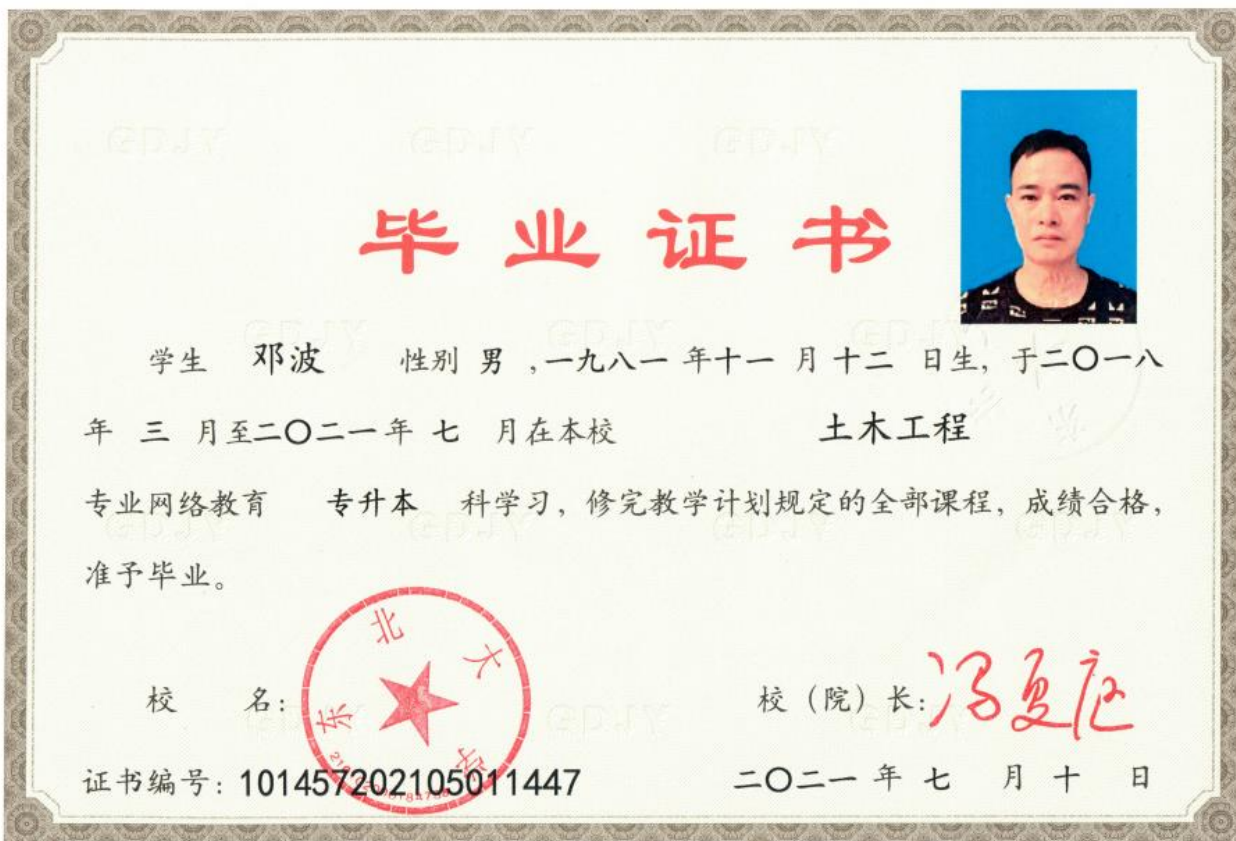 毕业证书
学生 邓波 性别 男 ,一九八一 年十一 月 十二 日生, 于二〇一八
年 三 月至二〇二一年 七 月在本校 土木工程
专业网络教育 专升本 科学习, 修完教学计划规定的全部课程, 成绩合格,
准予毕业。
校 名: 东北大学
校（院）长: 冯夏庭
证书编号: 101457202105011447
二〇二一 年 七 月 十 日